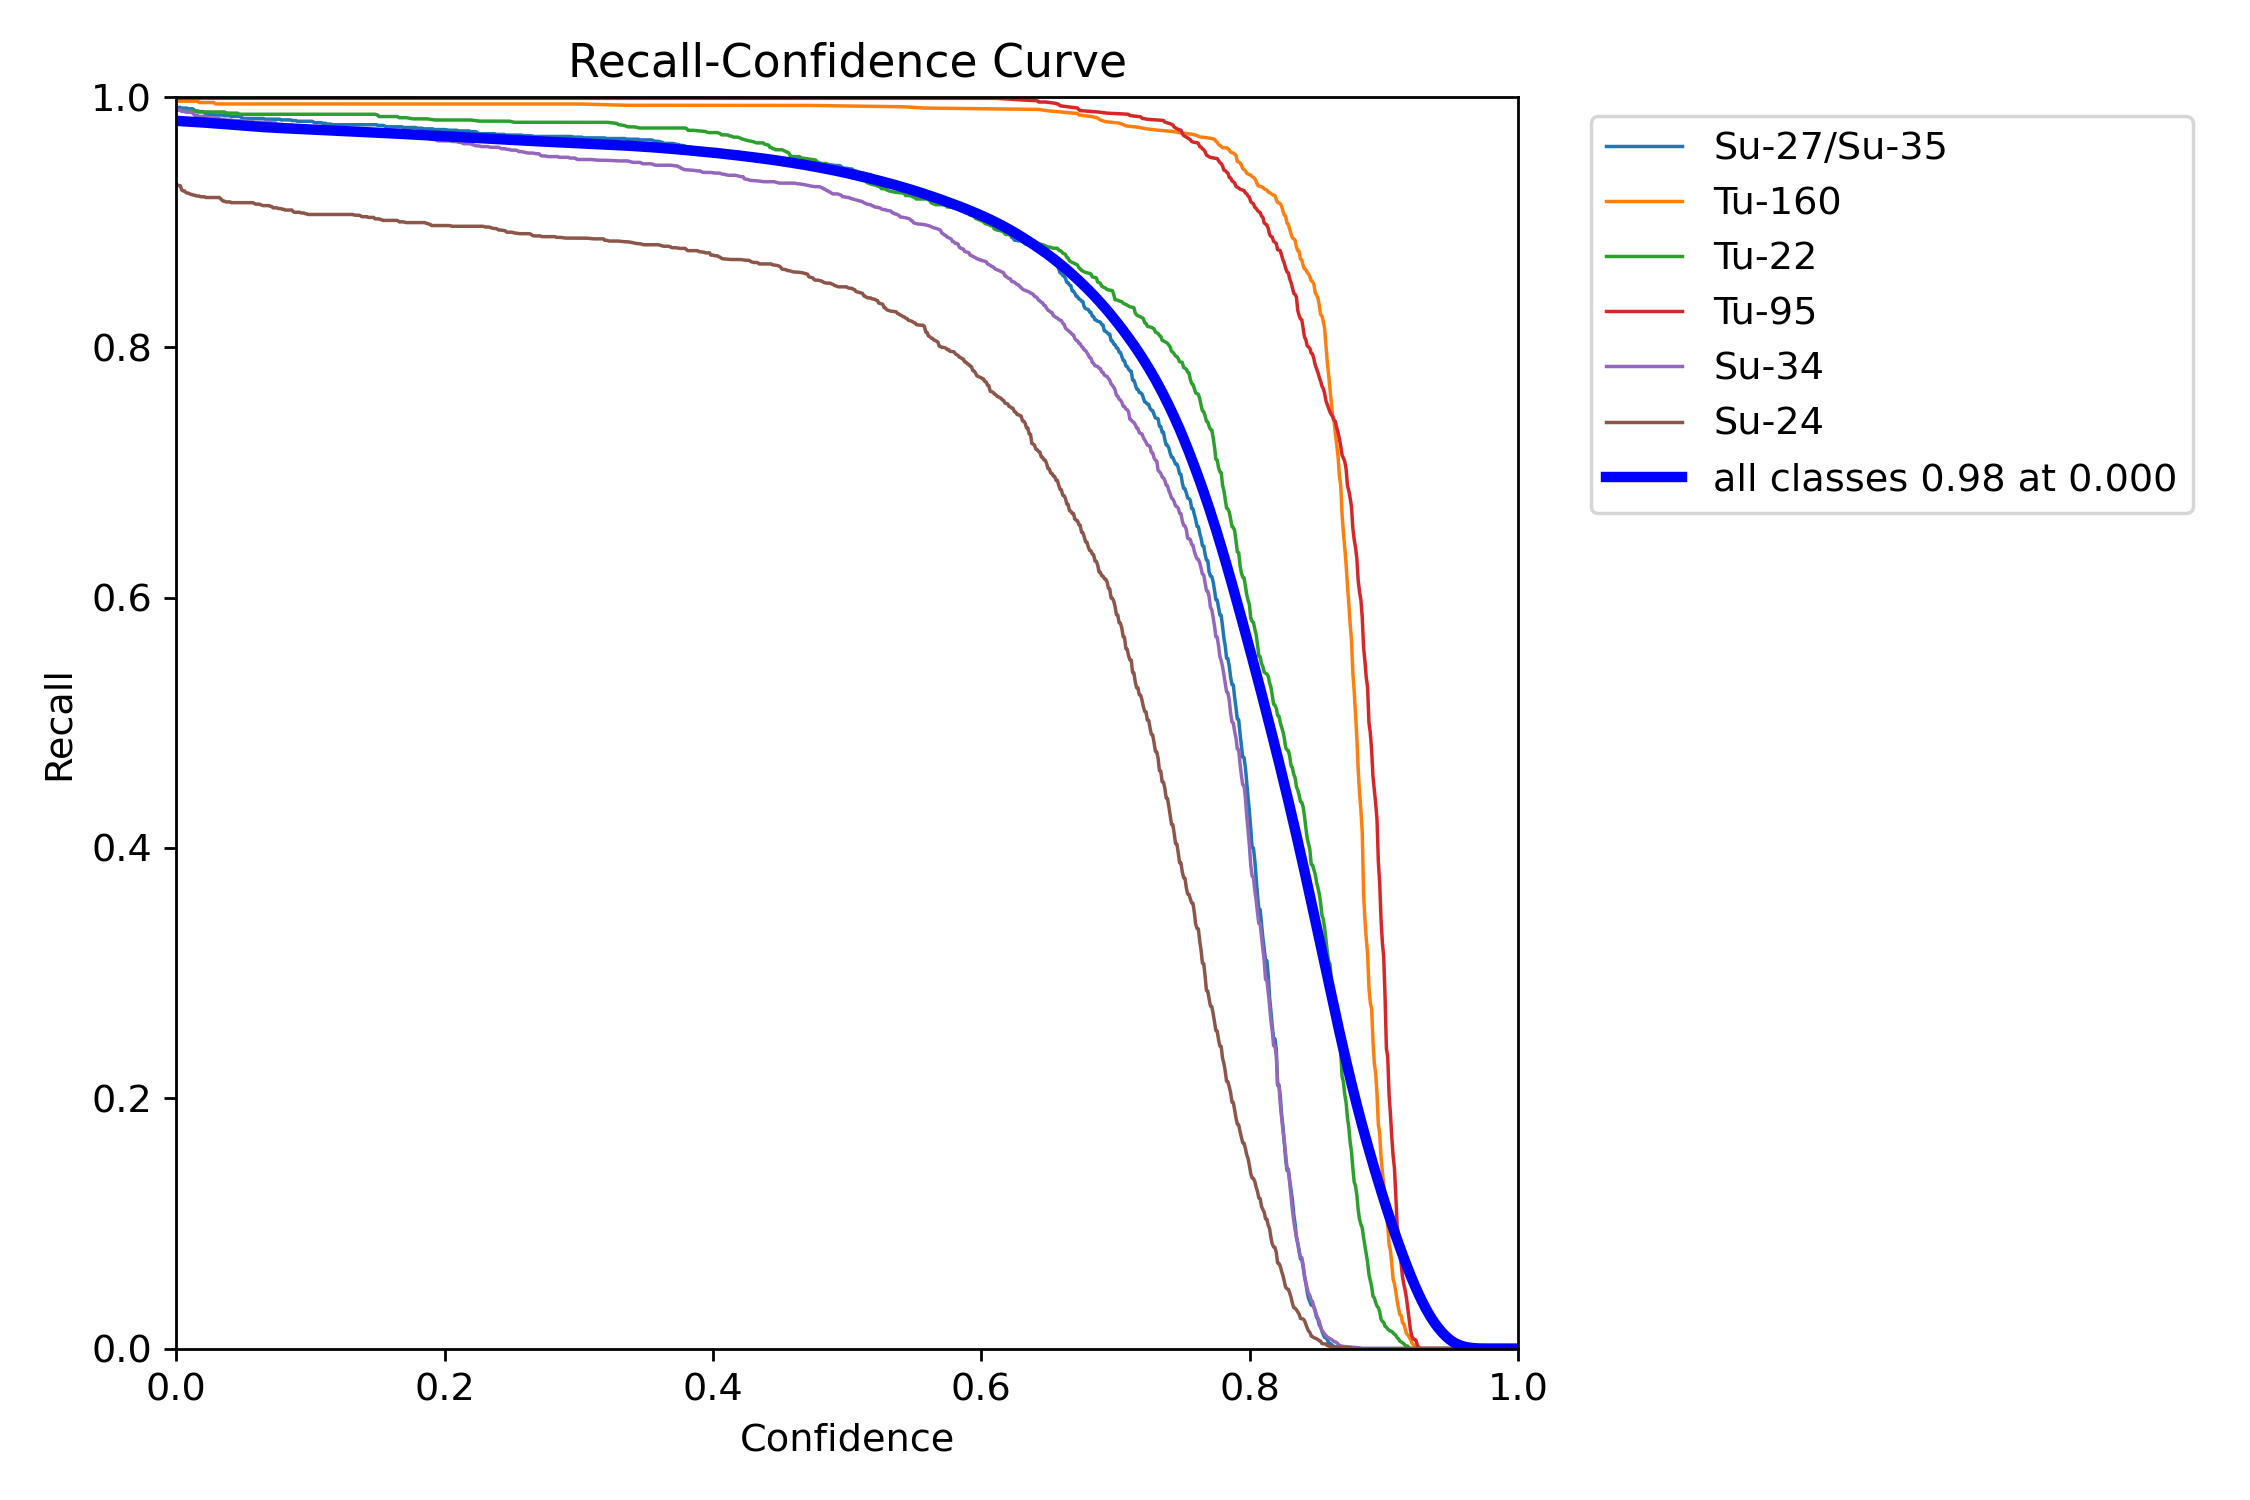 Recall-Confidence Curve
1.0
0.8
0.6
0.4
0.2
0.0
Recall
0.0 0.2 0.4 0.6 0.8 1.0
Confidence
Su-27/Su-35
Tu-160
Tu-22
Tu-95
Su-34
Su-24
all classes 0.98 at 0.000